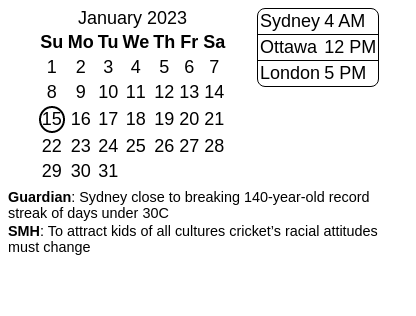 January 2023
Su Mo Tu We Th Fr Sa
1 2 3 4 5 6 7
8 9 10 11 12 13 14
15 16 17 18 19 20 21
22 23 24 25 26 27 28
29 30 31
Sydney 4 AM
Ottawa 12 PM
London 5 PM
Guardian: Sydney close to breaking 140-year-old record
streak of days under 30C
SMH: To attract kids of all cultures cricket’s racial attitudes
must change